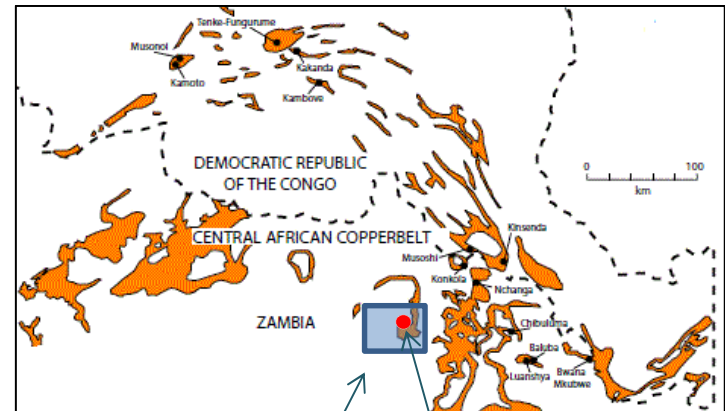 Tenke-Fungurume
Musonoi
Kakanda
Kamoto
Kambove
DEMOCRATIC REPUBLIC
OF THE CONGO
0 100
km
CENTRAL AFRICAN COPPERBELT
Kinsenda
Musoshi
Konkola
Nchanga
ZAMBIA
Chibuluma
Baluba
Luanshya
Bwana
Mkubwe